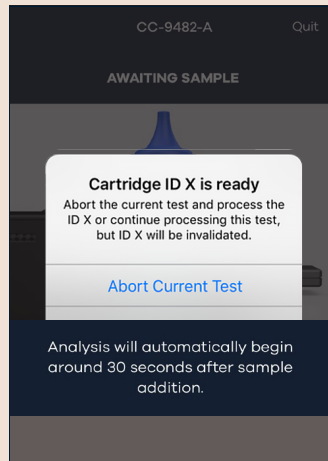 CC-9482-A Quit
AWAITING SAMPLE
Cartridge ID X is ready
Abort the current test and process the
ID X or continue processing this test,
but ID X will be invalidated.
Abort Current Test
Analysis will automatically begin
around 30 seconds after sample
addition.